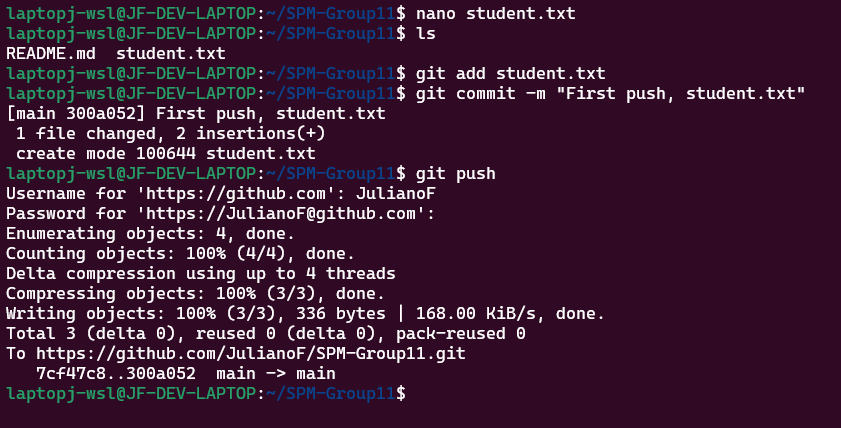 laptopj-wsl@JF-DEV-LAPTOP:~/SPM-Group11$ nano student.txt
laptopj-wsl@JF-DEV-LAPTOP:~/SPM-Group11$ ls
README.md  student.txt
laptopj-wsl@JF-DEV-LAPTOP:~/SPM-Group11$ git add student.txt
laptopj-wsl@JF-DEV-LAPTOP:~/SPM-Group11$ git commit -m "First push, student.txt"
[main 300a052] First push, student.txt
 1 file changed, 2 insertions(+)
 create mode 100644 student.txt
laptopj-wsl@JF-DEV-LAPTOP:~/SPM-Group11$ git push
Username for 'https://github.com': JulianoF
Password for 'https://JulianoF@github.com':
Enumerating objects: 4, done.
Counting objects: 100% (4/4), done.
Delta compression using up to 4 threads
Compressing objects: 100% (3/3), done.
Writing objects: 100% (3/3), 336 bytes | 168.00 KiB/s, done.
Total 3 (delta 0), reused 0 (delta 0), pack-reused 0
To https://github.com/JulianoF/SPM-Group11.git
   7cf47c8..300a052  main -> main
laptopj-wsl@JF-DEV-LAPTOP:~/SPM-Group11$